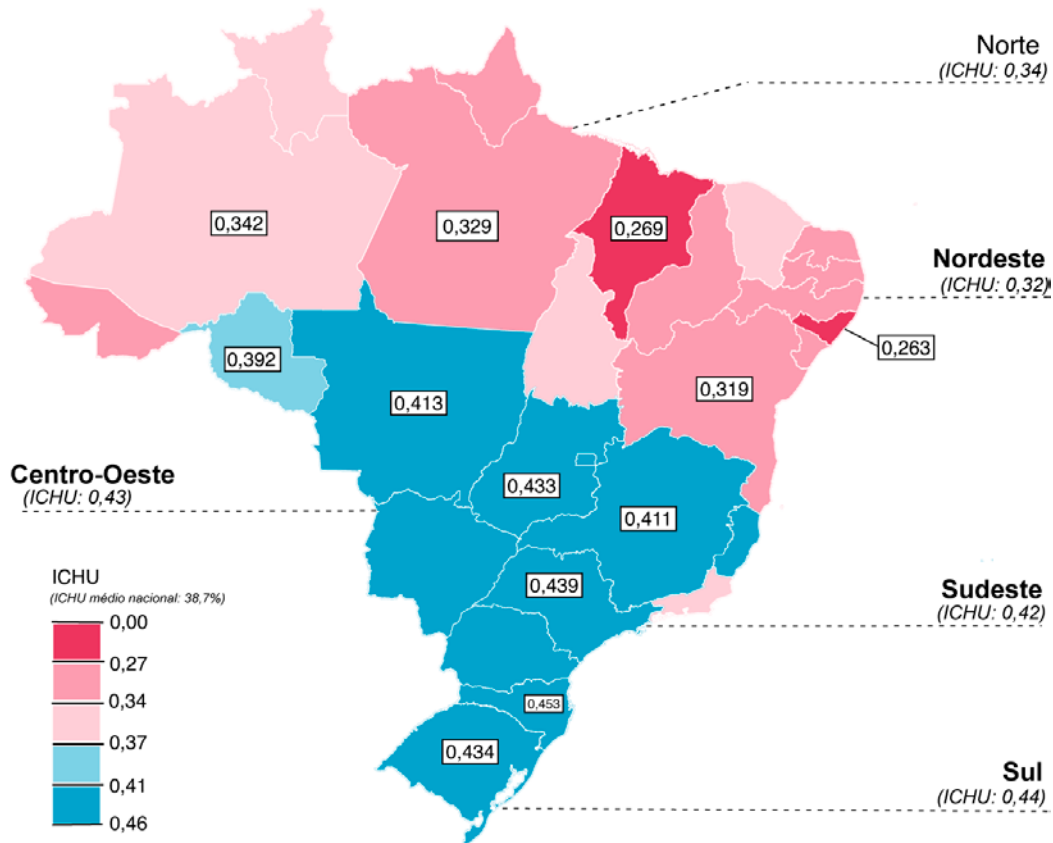 Norte
(ICHU: 0,34)
0,342
0,329
0,269
Nordeste
(ICHU: 0,32)
0,263
0,392
0,319
0,413
Centro-Oeste
(ICHU: 0,43)
0,433
0,411
ICHU
(ICHU médio nacional: 38,7%)
0,439
Sudeste
(ICHU: 0,42)
0,00
0,27
0,34
0,37
0,41
0,46
0,453
0,434
Sul
(ICHU: 0,44)